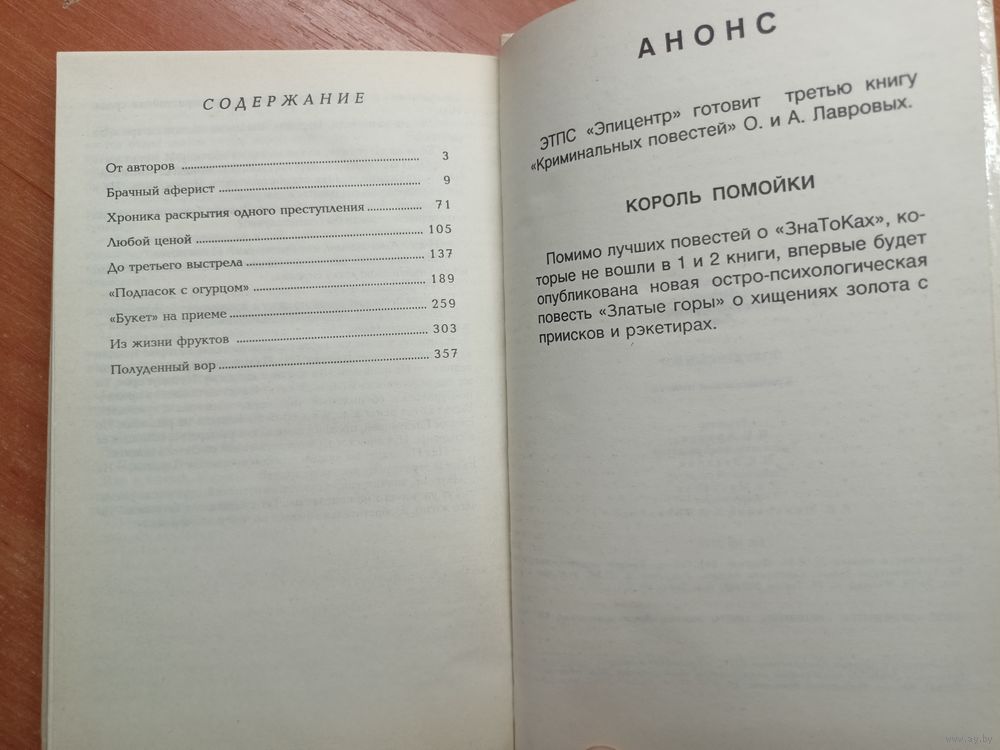 СОДЕРЖАНИЕ
От авторов ........ 3
Брачный аферист ........ 9
Хроника раскрытия одного преступления ........ 71
Любой ценой ........ 105
До третьего выстрела ........ 137
«Подпасок с огурцом» ........ 189
«Букет» на приеме ........ 259
Из жизни фруктов ........ 303
Полуденный вор ........ 357
АНОНС
ЭТПС «Эпицентр» готовит третью книгу
«Криминальных повестей» О. и А. Лавровых.
КОРОЛЬ ПОМОЙКИ
Помимо лучших повестей о «ЗнаТоКах», ко-
торые не вошли в 1 и 2 книги, впервые будет
опубликована новая остро-психологическая
повесть «Златые горы» о хищениях золота с
приисков и рэкетирах.
www.ay.by